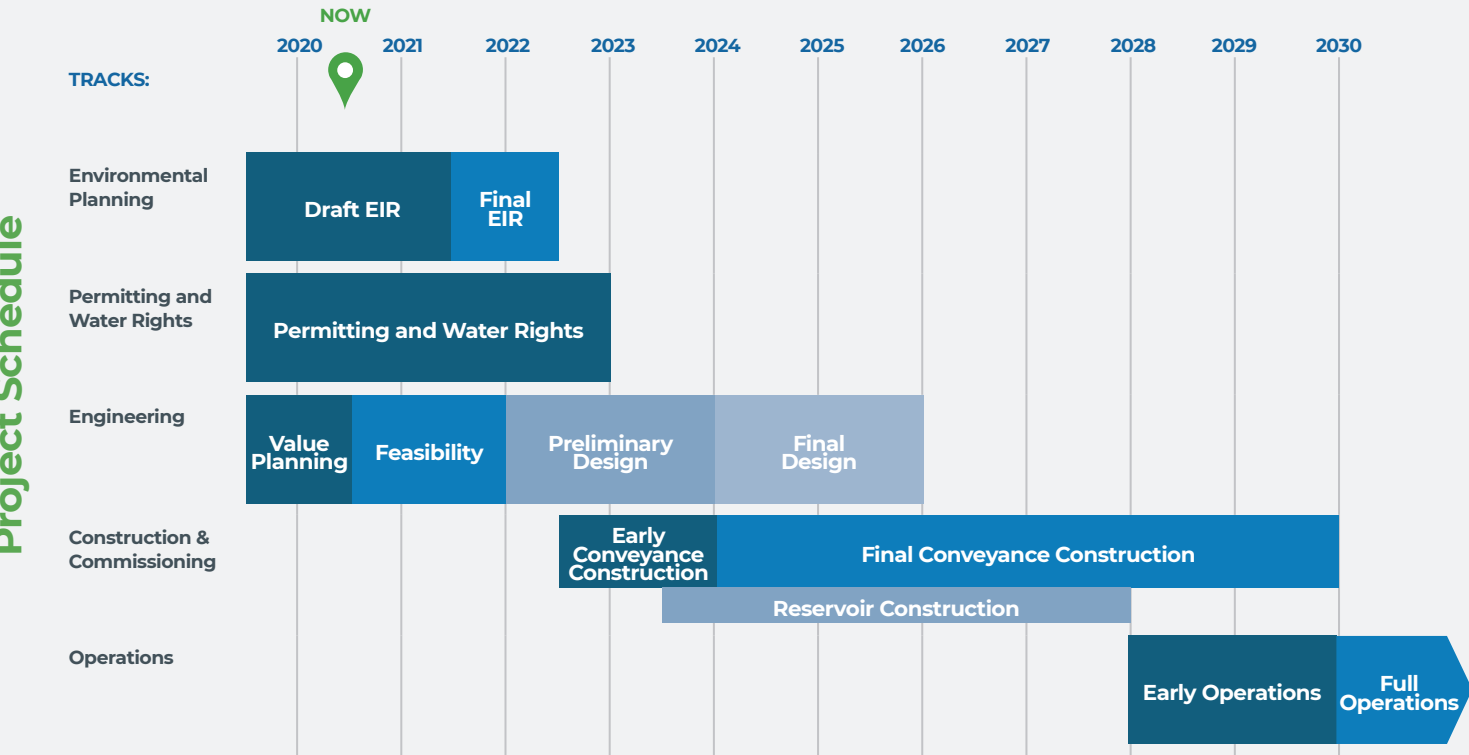 NOW
2020 2021 2022 2023 2024 2025 2026 2027 2028 2029 2030
TRACKS:
Project Schedule
Environmental
Planning
Draft EIR
Final
EIR
Permitting and
Water Rights
Permitting and Water Rights
Engineering
Value
Planning
Feasibility
Preliminary
Design
Final
Design
Construction &
Commissioning
Early
Conveyance
Construction
Final Conveyance Construction
Reservoir Construction
Operations
Early Operations
Full
Operations